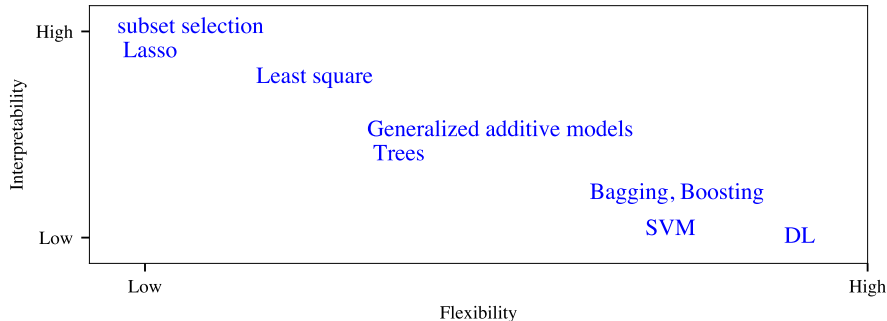 High
subset selection
Lasso
Least square
Generalized additive models
Trees
Bagging, Boosting
SVM
DL
Low
Interpretability
Low
High
Flexibility